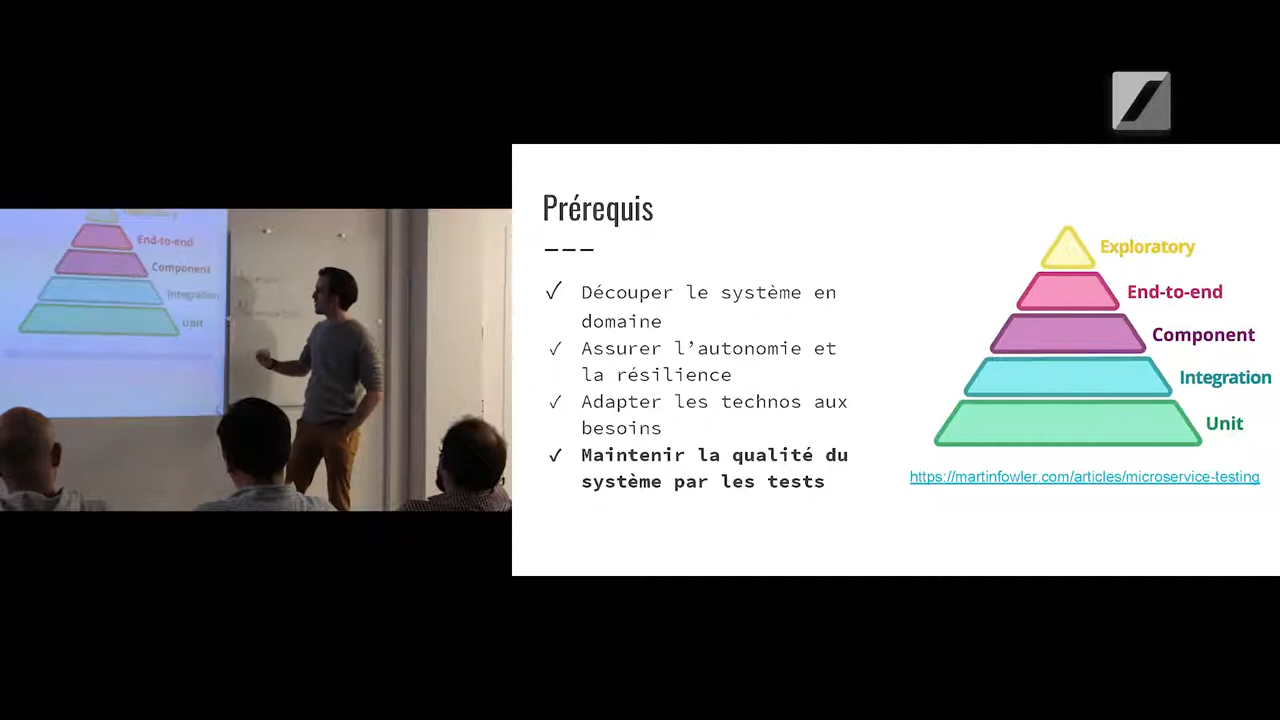 Prérequis
———
✓ Découper le système en
domaine
✓ Assurer l’autonomie et
la résilience
✓ Adapter les technos aux
besoins
✓ Maintenir la qualité du
système par les tests
Exploratory
End-to-end
Component
Integration
Unit
https://martinfowler.com/articles/microservice-testing
End-to-end
Component
Integration
Unit